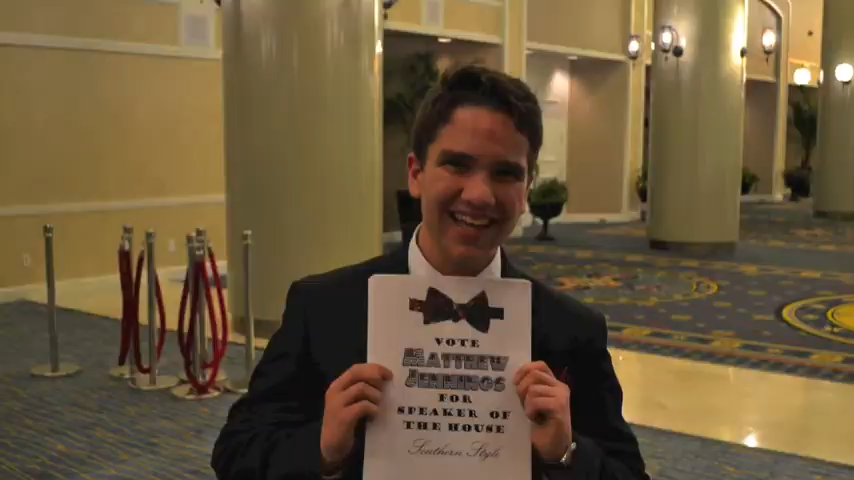 VOTE
MATTHEW
JENNINGS
FOR
SPEAKER OF
THE HOUSE
Southern Style